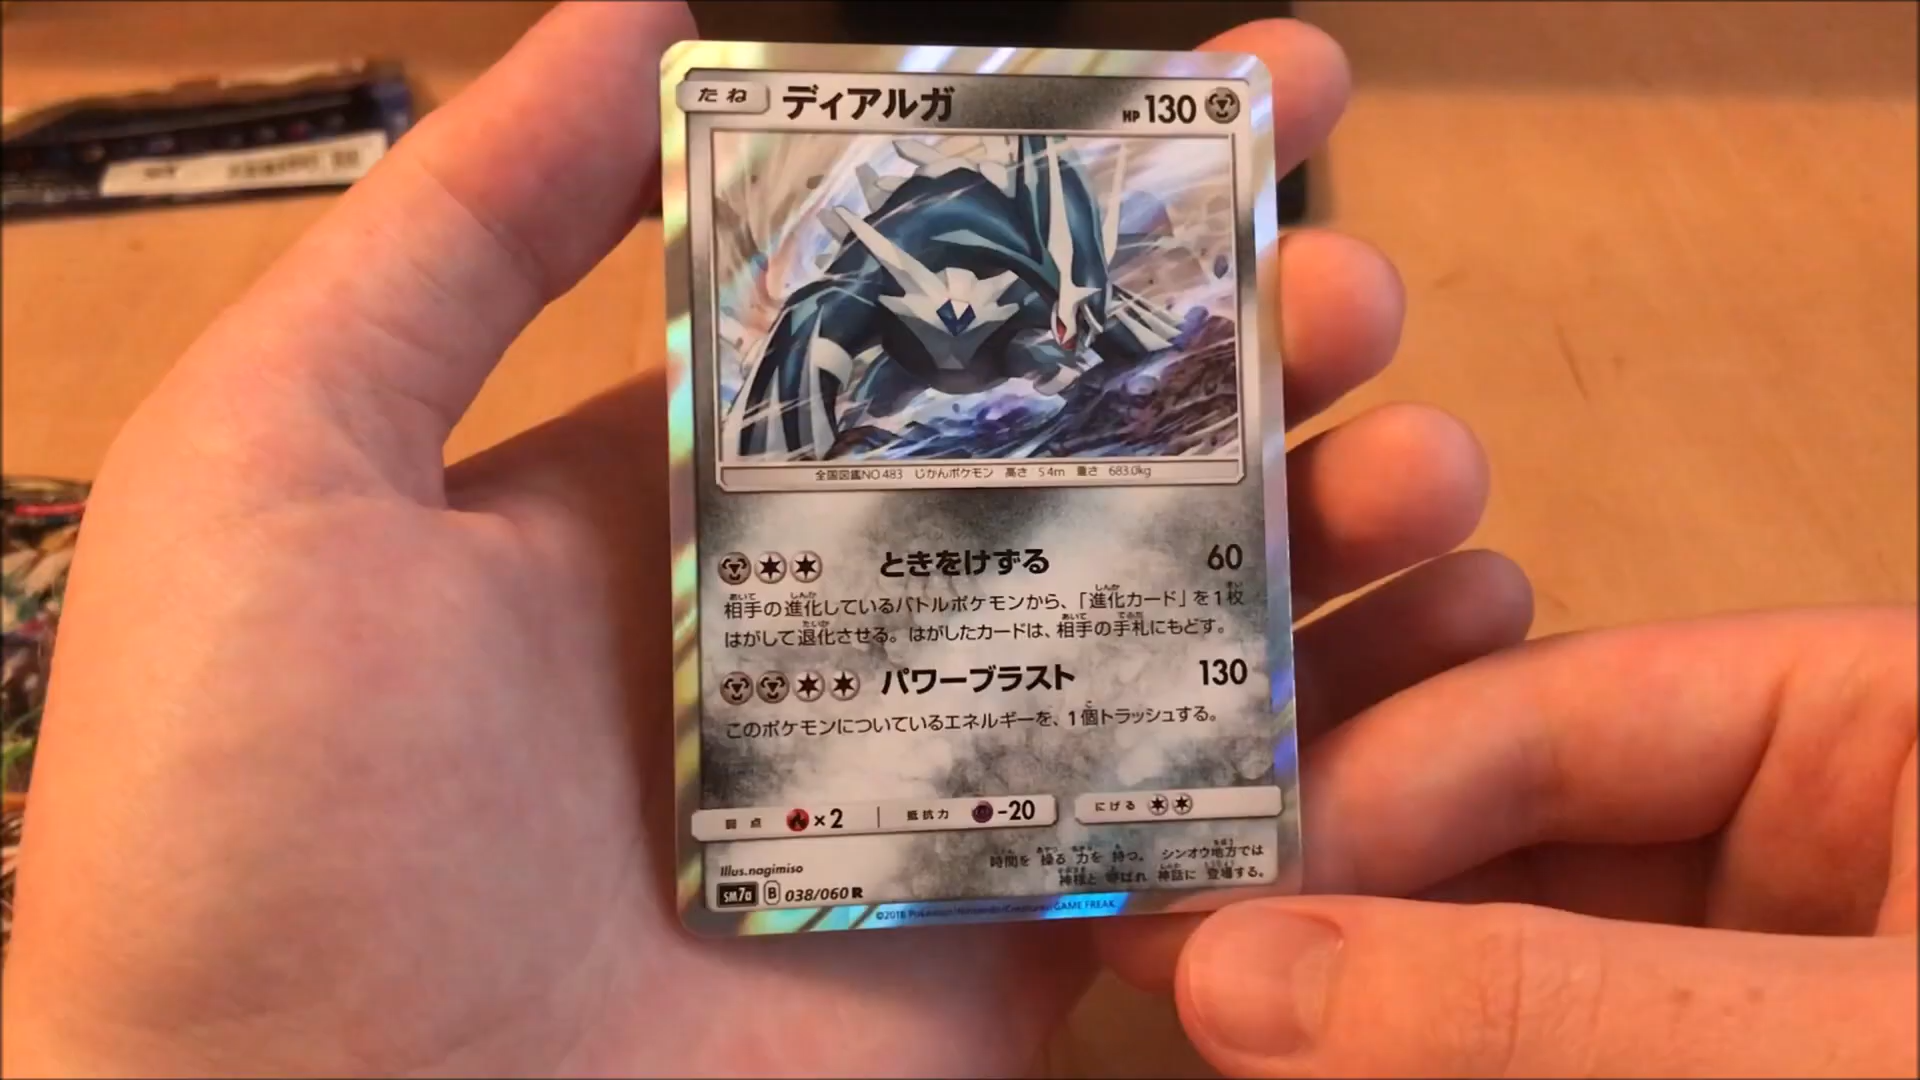 たね ディアルガ HP 130
全国図鑑NO.483 じかんポケモン 高さ 5.4m 重さ 683.0kg
ときをけずる 60
相手の進化しているバトルポケモンから、「進化カード」を1枚
はがして退化させる。はがしたカードは、相手の手札にもどす。
パワーブラスト 130
このポケモンについているエネルギーを、1個トラッシュする。
弱点 ×2 抵抗力 -20 にげる
時間を操る力を持つ。シンオウ地方では
神様と呼ばれ神話に登場する。
Illus.nagimiso
SM7a B 038/060 R
©2018 Pokémon/Nintendo/Creatures/GAME FREAK